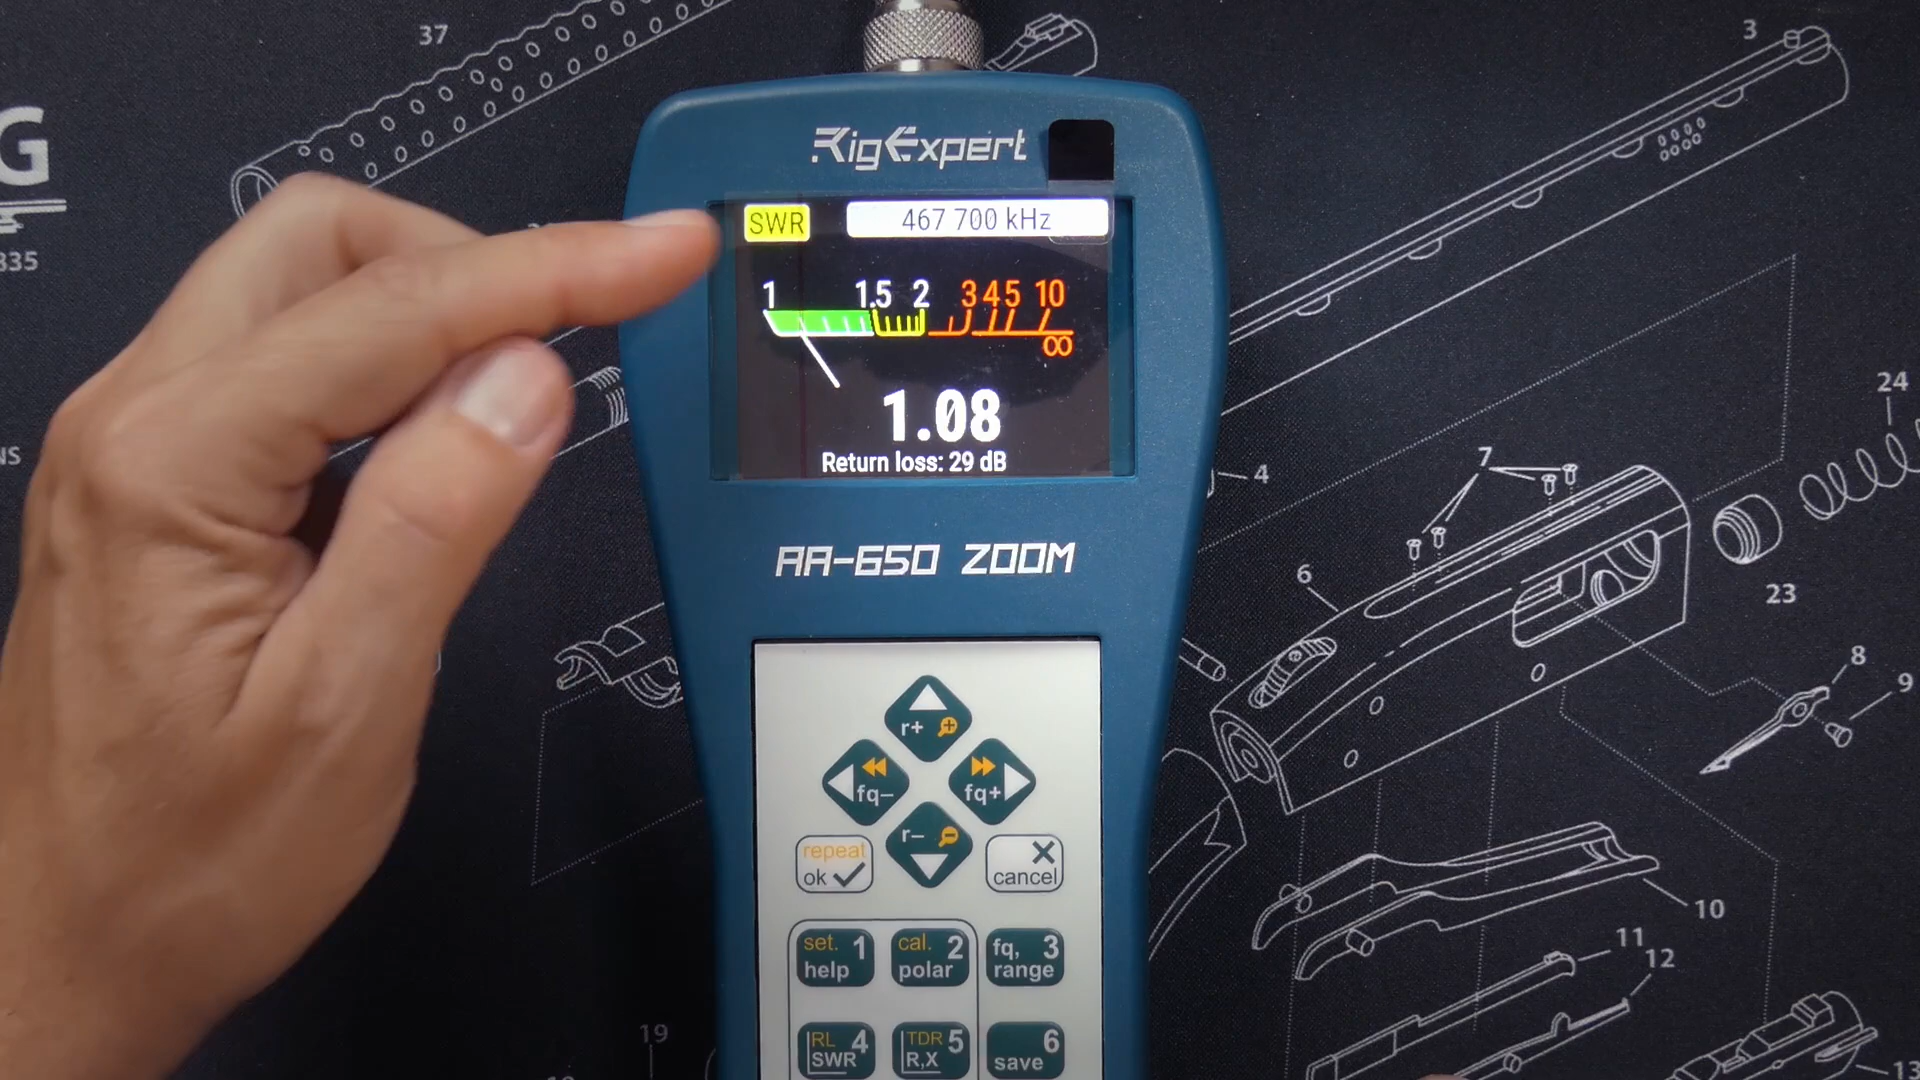 37
3
G
335
NS
RigExpert
SWR
467 700 kHz
1 1.5 2 3 4 5 10
∞
1.08
Return loss: 29 dB
AA-650 ZOOM
24
4
7
6
23
8
9
r+
fq–
fq+
r–
repeat
ok
cancel
set. 1
help
cal. 2
polar
fq, 3
range
RL 4
SWR
TDR 5
R,X
6
save
10
11
12
13
19